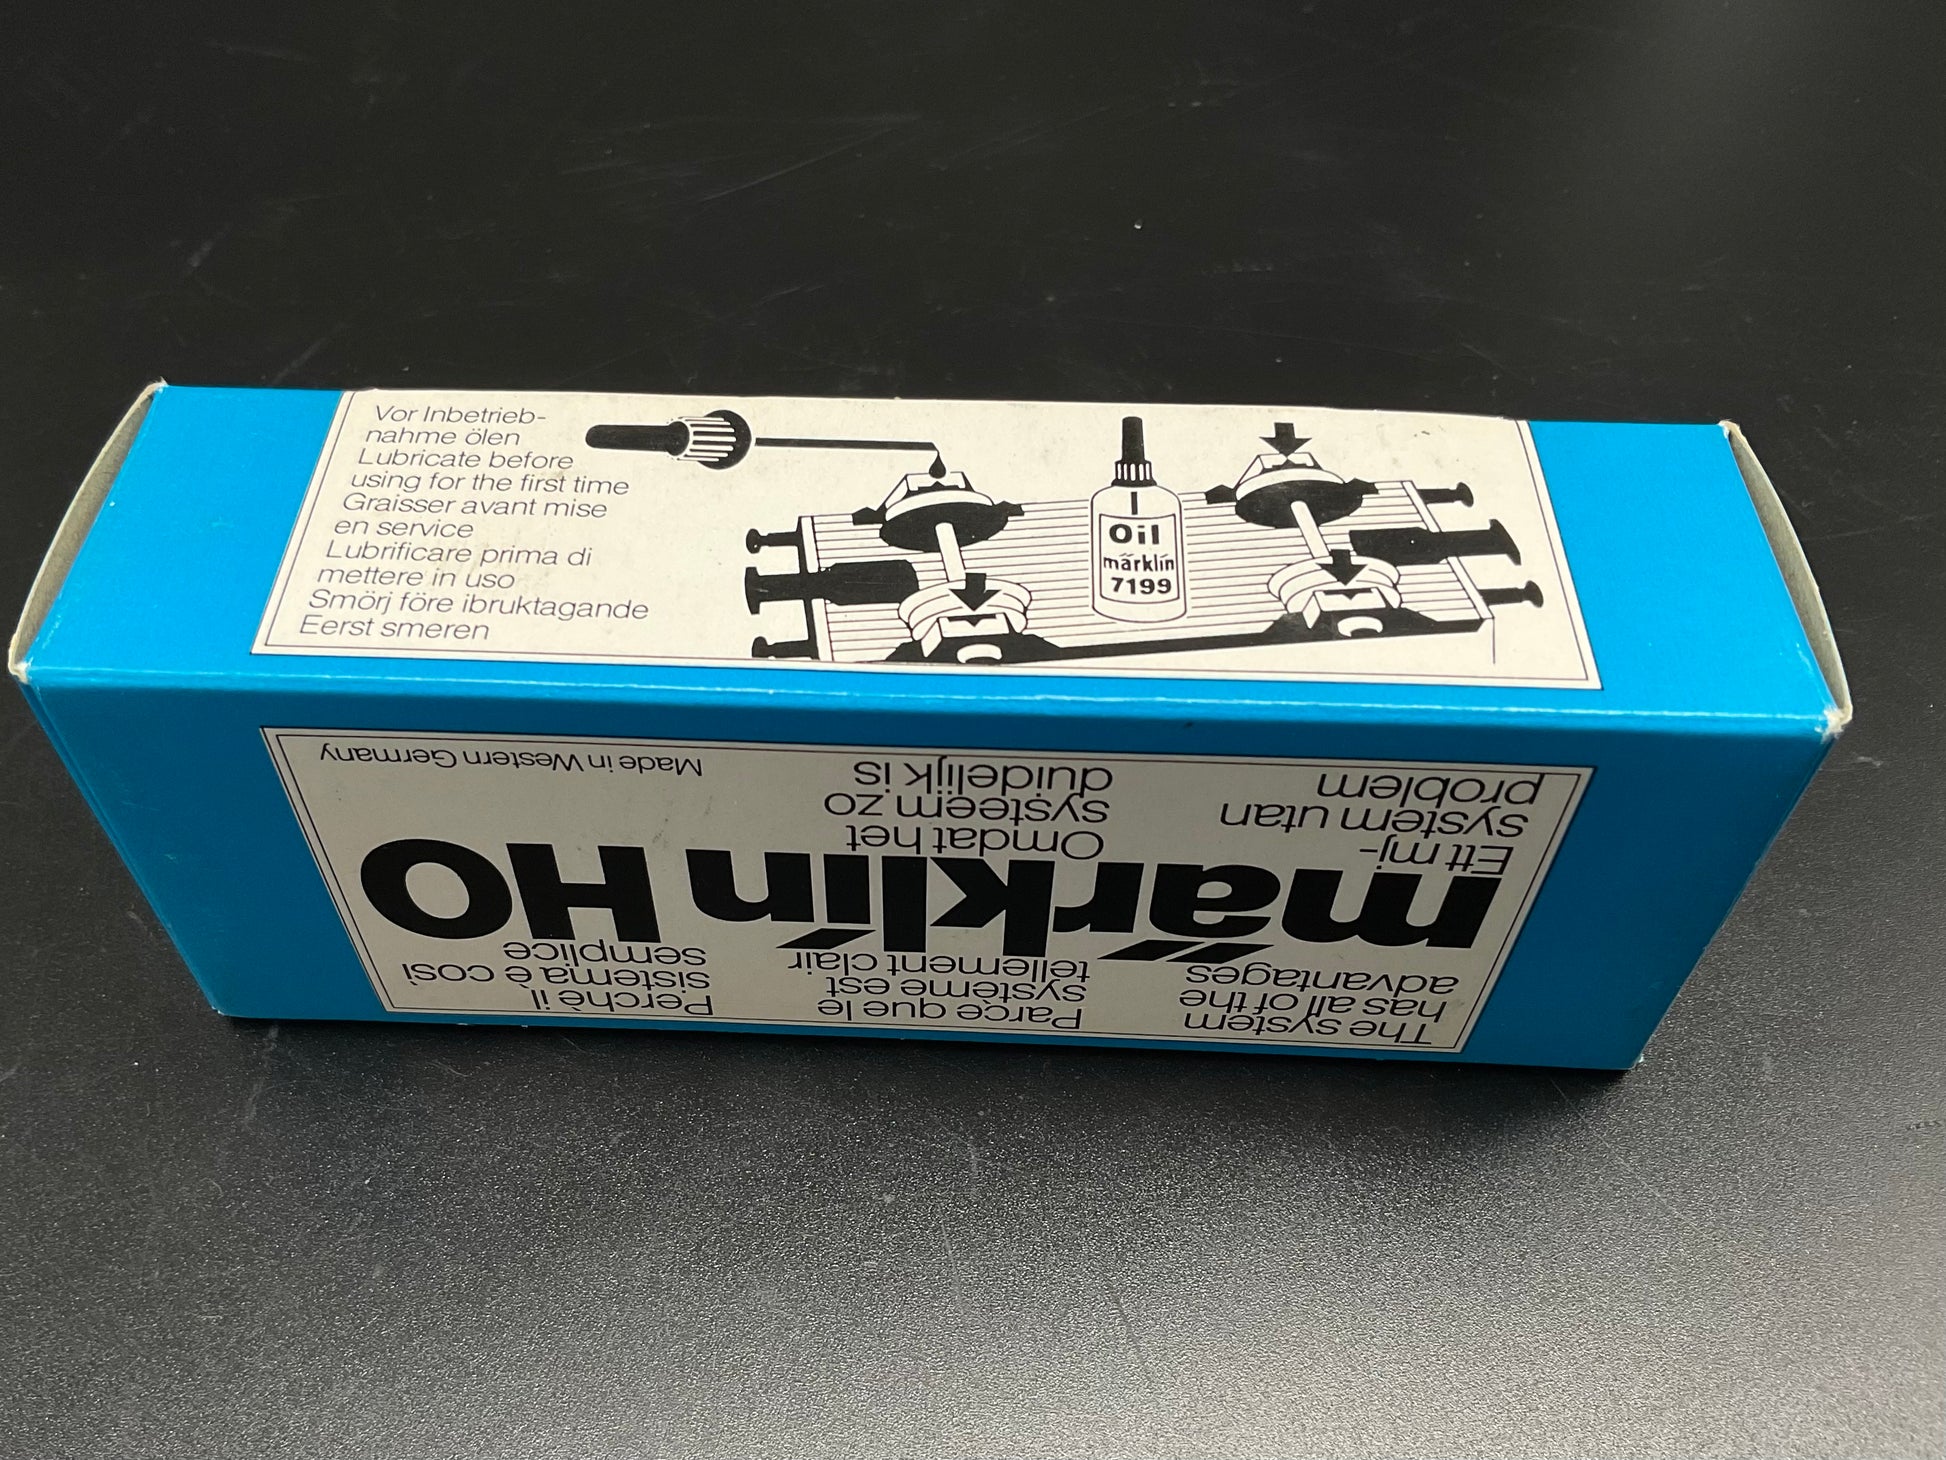 Vor Inbetrieb-
nahme ölen
Lubricate before
using for the first time
Graisser avant mise
en service
Lubrificare prima di
mettere in uso
Smörj före ibruktagande
Eerst smeren
Oil
märklin
7199
The system
has all of the
advantages
Parce que le
système est
tellement clair
Perchè il
sistema è così
semplice
märklin HO
Ett mj-
system utan
problem
Omdat het
systeem zo
duidelijk is
Made in Western Germany